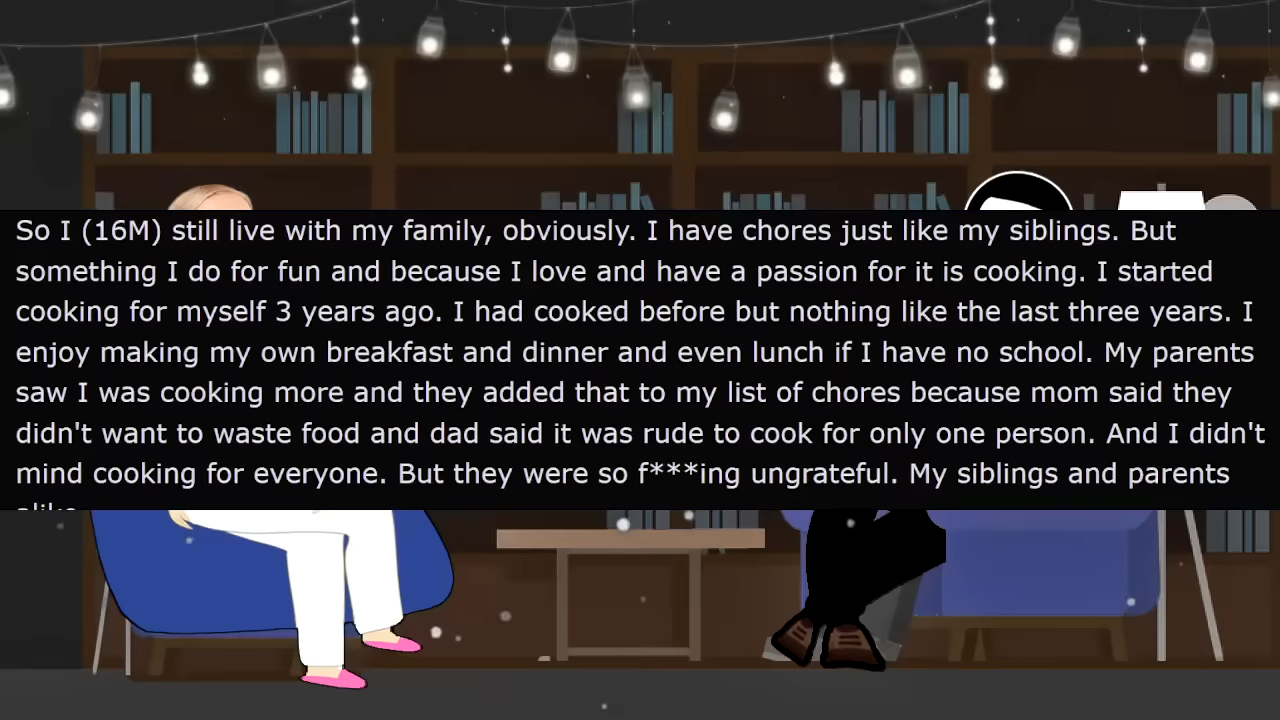 So I (16M) still live with my family, obviously. I have chores just like my siblings. But
something I do for fun and because I love and have a passion for it is cooking. I started
cooking for myself 3 years ago. I had cooked before but nothing like the last three years. I
enjoy making my own breakfast and dinner and even lunch if I have no school. My parents
saw I was cooking more and they added that to my list of chores because mom said they
didn't want to waste food and dad said it was rude to cook for only one person. And I didn't
mind cooking for everyone. But they were so f***ing ungrateful. My siblings and parents
alike